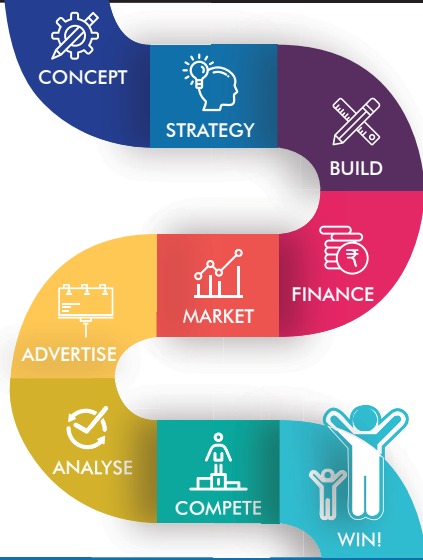 CONCEPT
STRATEGY
BUILD
FINANCE
MARKET
ADVERTISE
ANALYSE
COMPETE
WIN!